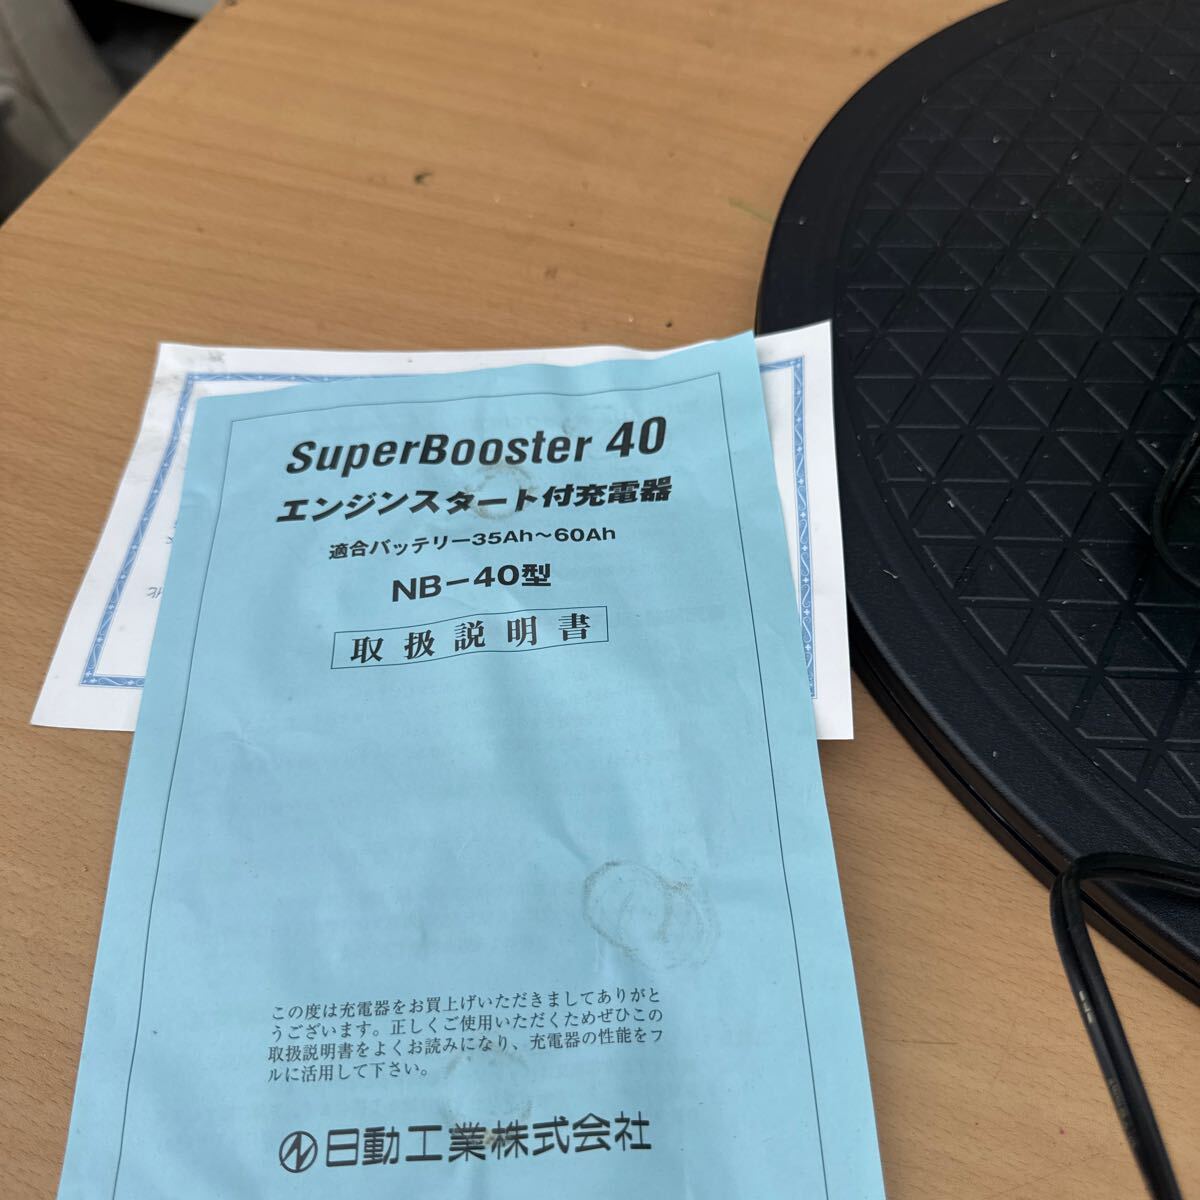 SuperBooster 40
エンジンスタート付充電器
適合バッテリー35Ah～60Ah
NB－40型
取扱説明書
この度は充電器をお買上げいただきましてありがと
うございます。正しくご使用いただくためぜひこの
取扱説明書をよくお読みになり、充電器の性能をフ
ルに活用して下さい。
日動工業株式会社